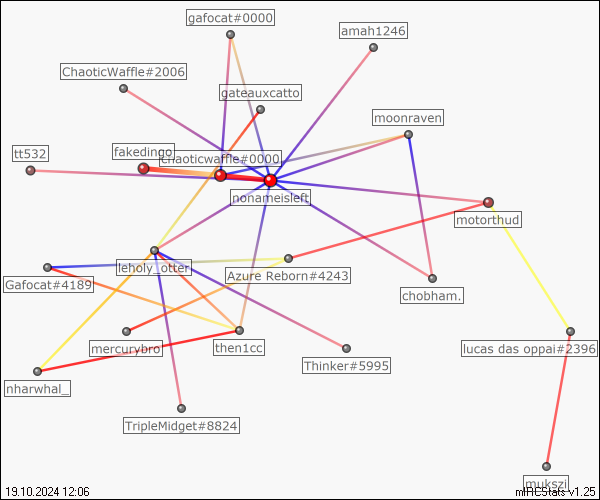 gafocat#0000
amah1246
ChaoticWaffle#2006
gateauxcatto
moonraven
tt532
fakedingo
chaoticwaffle#0000
nonameisleft
motorthud
leholy_otter
Azure Reborn#4243
Gafocat#4189
chobham.
mercurybro
then1cc
lucas das oppai#2396
Thinker#5995
nharwhal_
TripleMidget#8824
mukszi
19.10.2024 12:06
mIRCStats v1.25